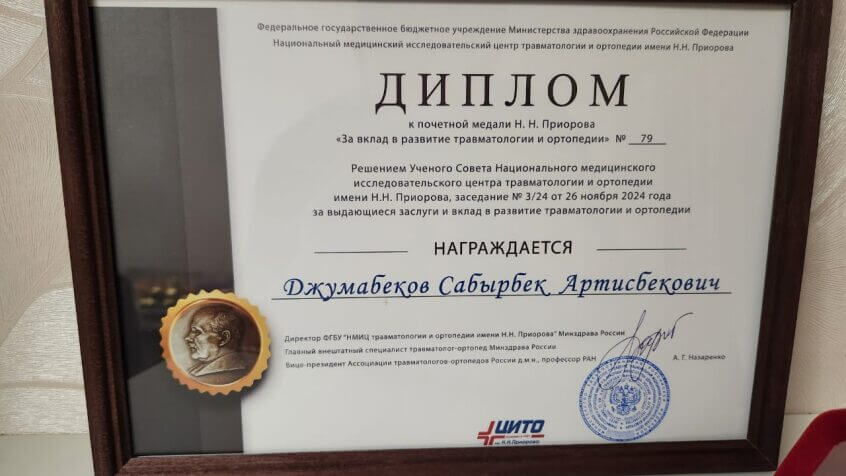 Федеральное государственное бюджетное учреждение Министерства здравоохранения Российской Федерации
Национальный медицинский исследовательский центр травматологии и ортопедии имени Н.Н. Приорова
ДИПЛОМ
к почетной медали Н. Н. Приорова
«За вклад в развитие травматологии и ортопедии» № 79
Решением Ученого Совета Национального медицинского
исследовательского центра травматологии и ортопедии
имени Н.Н. Приорова, заседание № 3/24 от 26 ноября 2024 года
за выдающиеся заслуги и вклад в развитие травматологии и ортопедии
НАГРАЖДАЕТСЯ
Джумабеков Сабырбек Артисбекович
Директор ФГБУ "НМИЦ травматологии и ортопедии имени Н.Н. Приорова" Минздрава России
Главный внештатный специалист травматолог-ортопед Минздрава России
Вице-президент Ассоциации травматологов-ортопедов России д.м.н., профессор РАН
А. Г. Назаренко
ЦИТО
им. Н.Н.Приорова